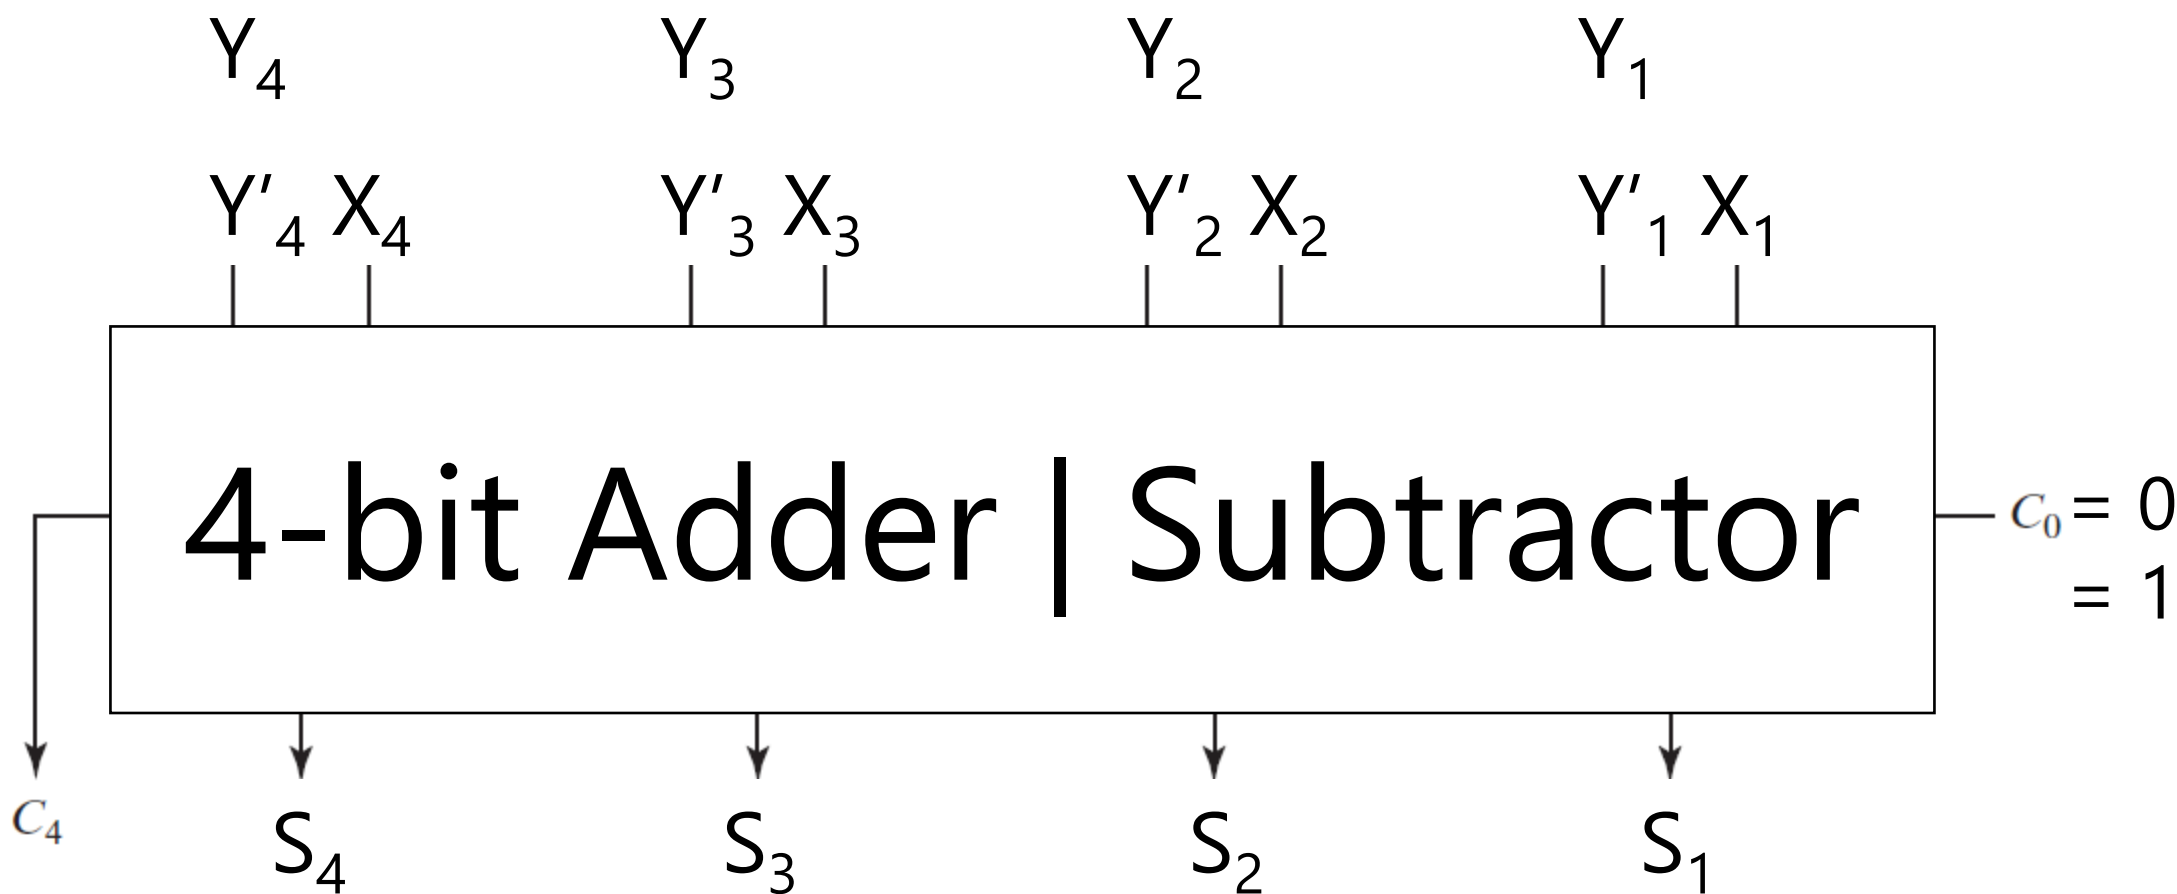 Y₄ Y₃ Y₂ Y₁
Y′₄ X₄ Y′₃ X₃ Y′₂ X₂ Y′₁ X₁
4-bit Adder | Subtractor
C₀ = 0
= 1
C₄ S₄ S₃ S₂ S₁